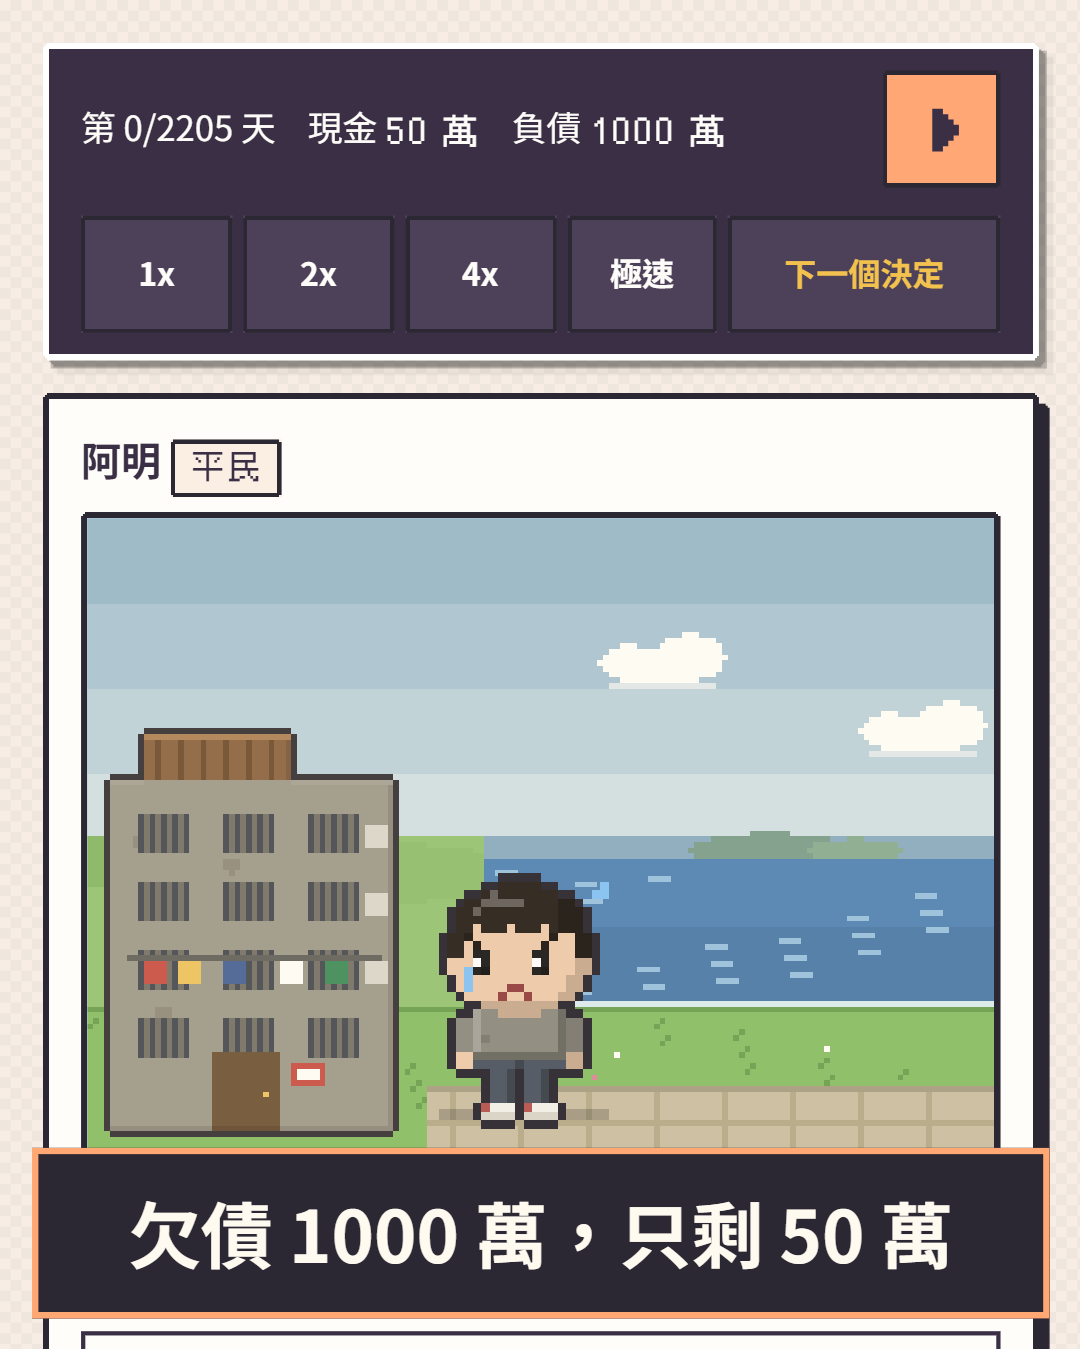 第 0/2205 天 現金 50 萬 負債 1000 萬
1x 2x 4x 極速 下一個決定
阿明 平民
欠債 1000 萬，只剩 50 萬